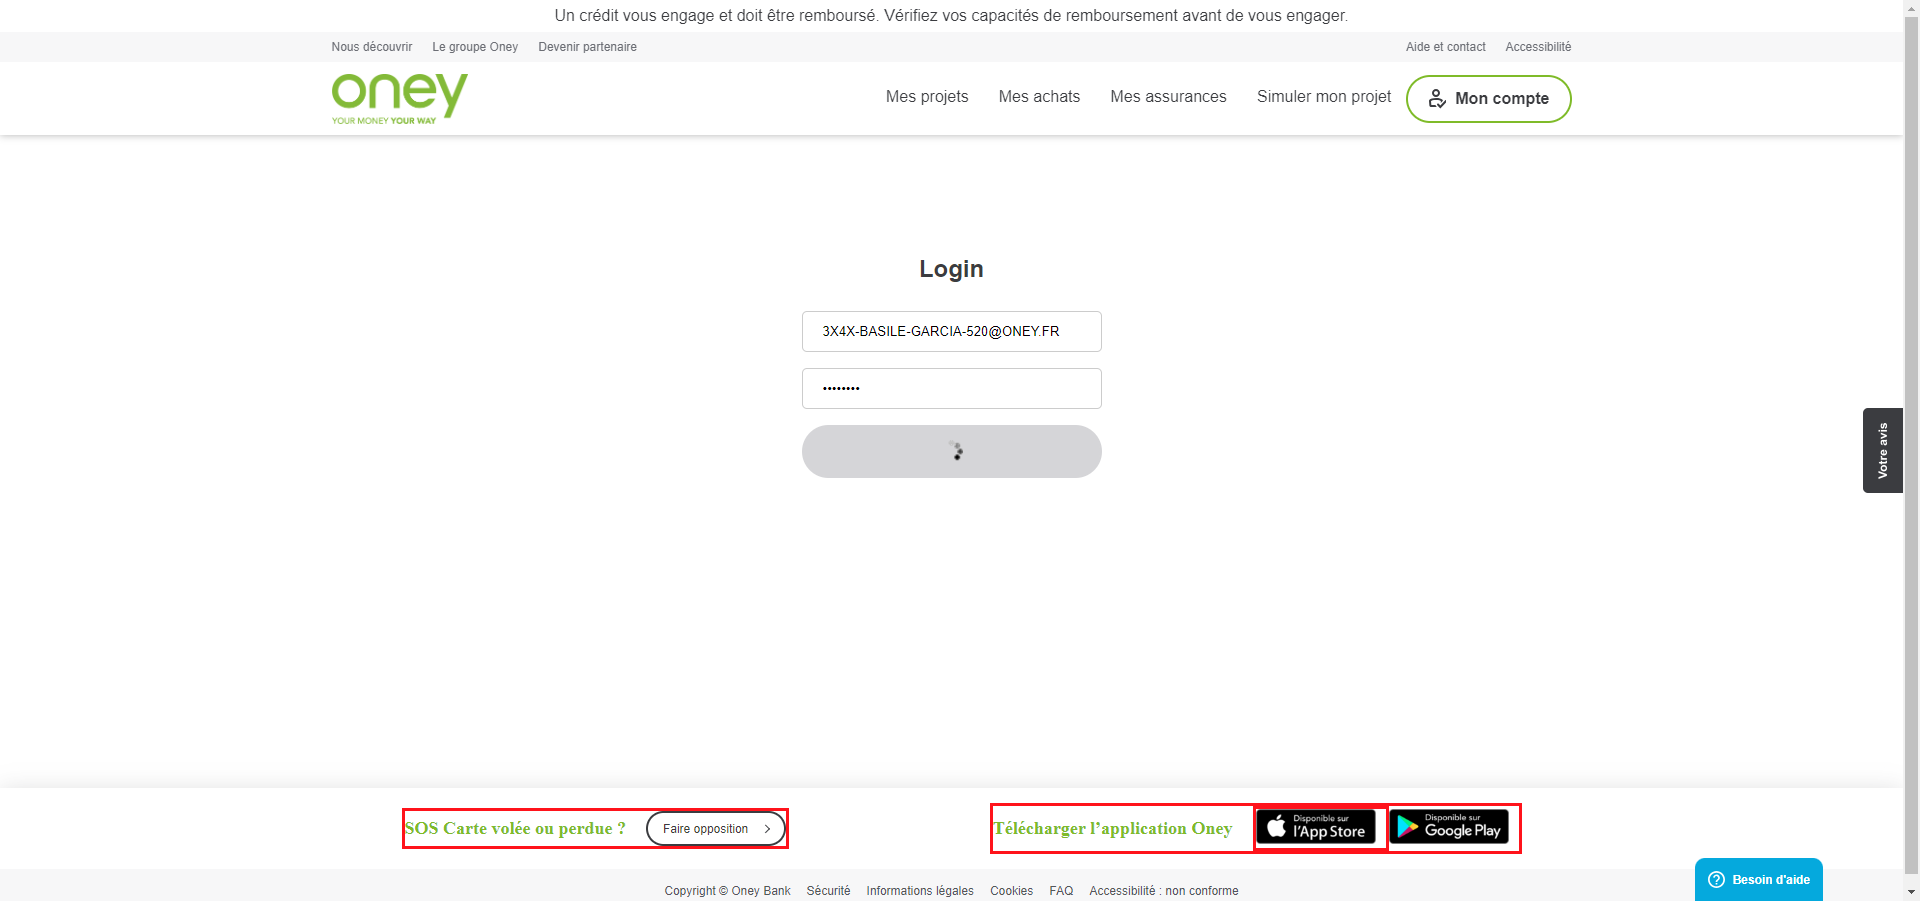 Un crédit vous engage et doit être remboursé. Vérifiez vos capacités de remboursement avant de vous engager.
Nous découvrir Le groupe Oney Devenir partenaire Aide et contact Accessibilité
oney
YOUR MONEY YOUR WAY
Mes projets Mes achats Mes assurances Simuler mon projet Mon compte
Login
3X4X-BASILE-GARCIA-520@ONEY.FR
••••••••
Votre avis
SOS Carte volée ou perdue ? Faire opposition
Télécharger l’application Oney
Disponible sur
l'App Store
Disponible sur
Google Play
Besoin d'aide
Copyright © Oney Bank Sécurité Informations légales Cookies FAQ Accessibilité : non conforme